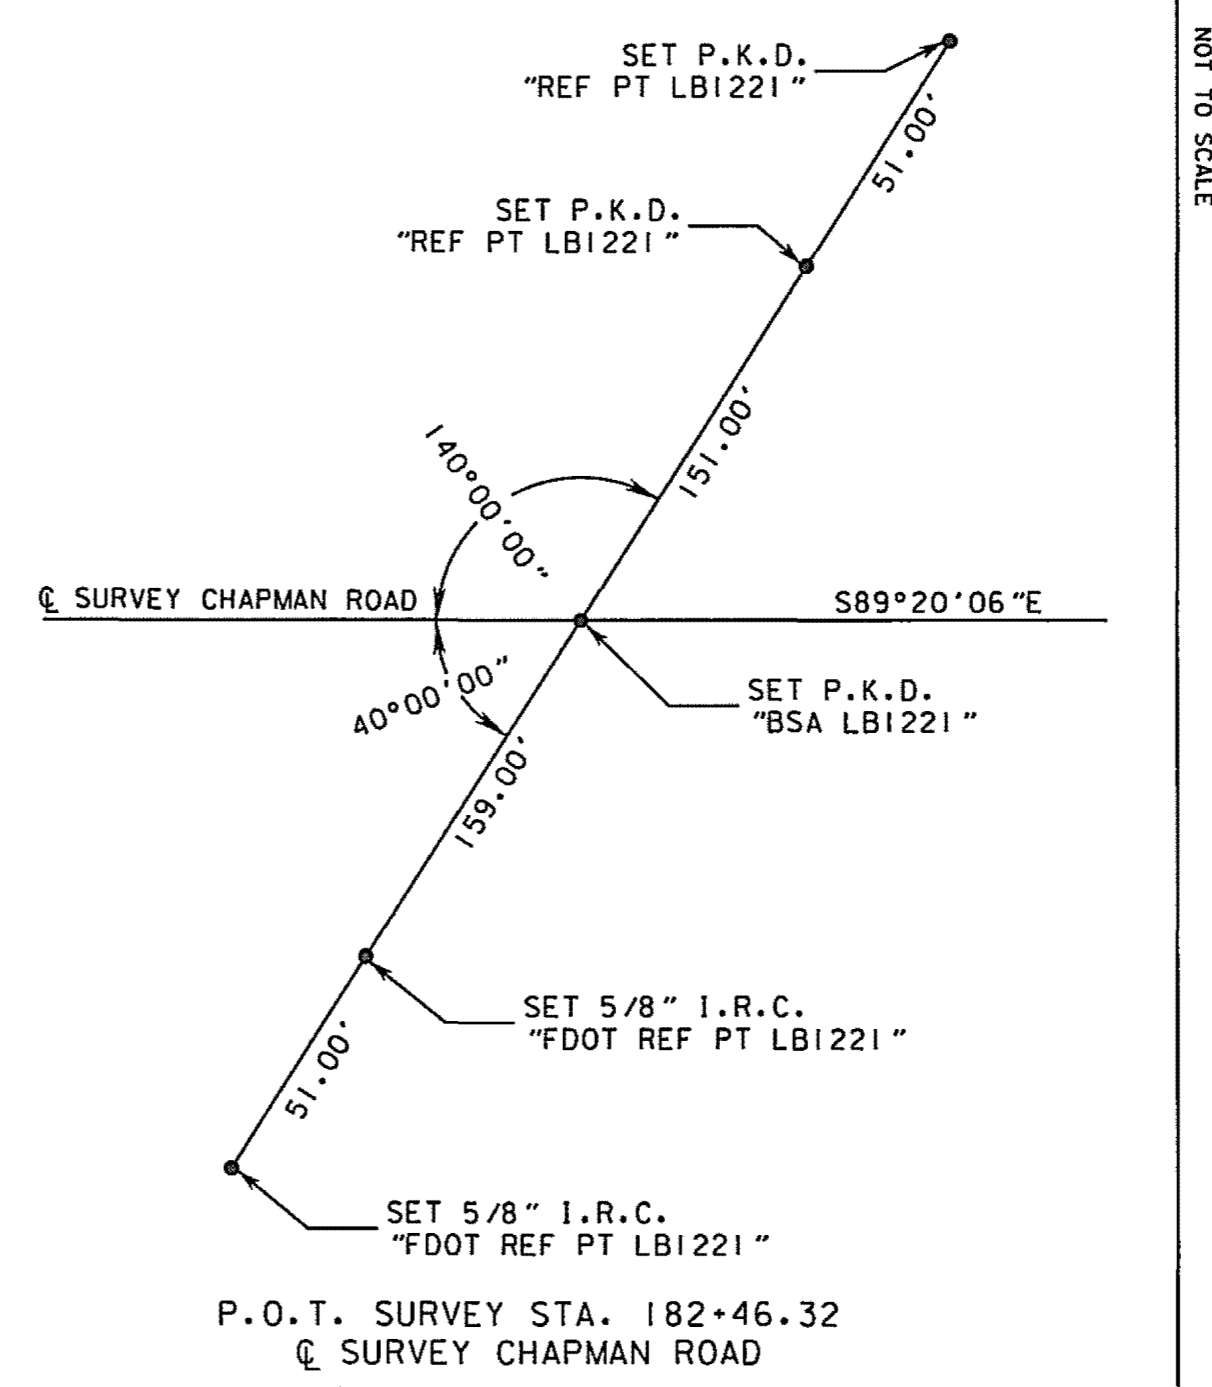 SET P.K.D.
"REF PT LB1221"
51.00'
NOT TO SCALE
SET P.K.D.
"REF PT LB1221"
151.00'
140°00'00"
℄ SURVEY CHAPMAN ROAD
S89°20'06"E
40°00'00"
SET P.K.D.
"BSA LB1221"
159.00'
SET 5/8" I.R.C.
"FDOT REF PT LB1221"
51.00'
SET 5/8" I.R.C.
"FDOT REF PT LB1221"
P.O.T. SURVEY STA. 182+46.32
℄ SURVEY CHAPMAN ROAD